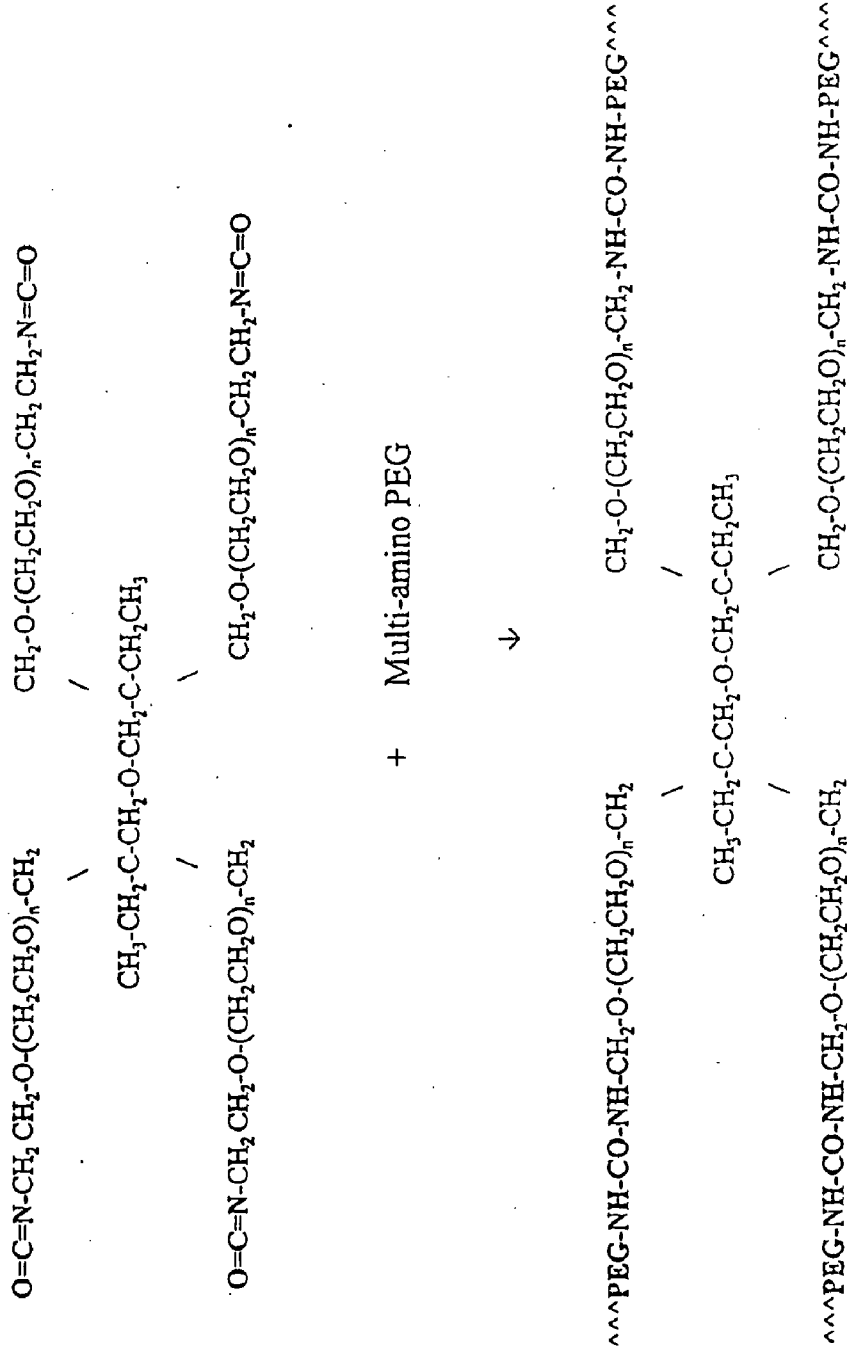 O=C=N-CH₂ CH₂-O-(CH₂CH₂O)ₙ-CH₂ CH₂-O-(CH₂CH₂O)ₙ-CH₂ CH₂-N=C=O
\ /
CH₃-CH₂-C-CH₂-O-CH₂-C-CH₂CH₃
/ \
O=C=N-CH₂ CH₂-O-(CH₂CH₂O)ₙ-CH₂ CH₂-O-(CH₂CH₂O)ₙ-CH₂ CH₂-N=C=O
+ Multi-amino PEG
↓
^^^PEG-NH-CO-NH-CH₂-O-(CH₂CH₂O)ₙ-CH₂ CH₂-O-(CH₂CH₂O)ₙ-CH₂ -NH-CO-NH-PEG^^^
\ /
CH₃-CH₂-C-CH₂-O-CH₂-C-CH₂CH₃
/ \
^^^PEG-NH-CO-NH-CH₂-O-(CH₂CH₂O)ₙ-CH₂ CH₂-O-(CH₂CH₂O)ₙ-CH₂ -NH-CO-NH-PEG^^^